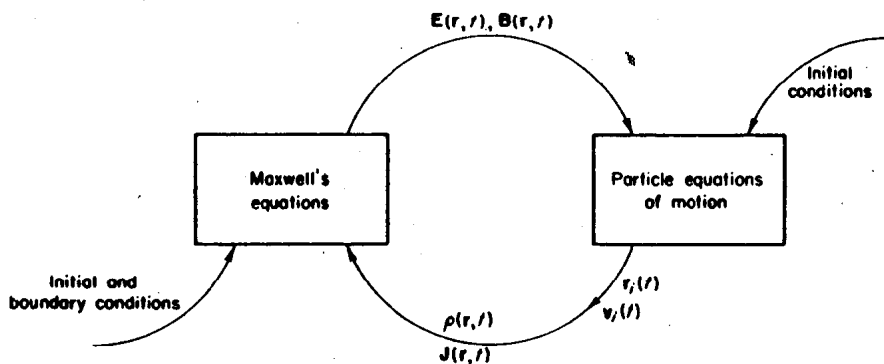 E(r,t), B(r,t)
Initial
conditions
Maxwell's
equations
Particle equations
of motion
Initial and
boundary conditions
r_i(t)
v_i(t)
ρ(r,t)
J(r,t)